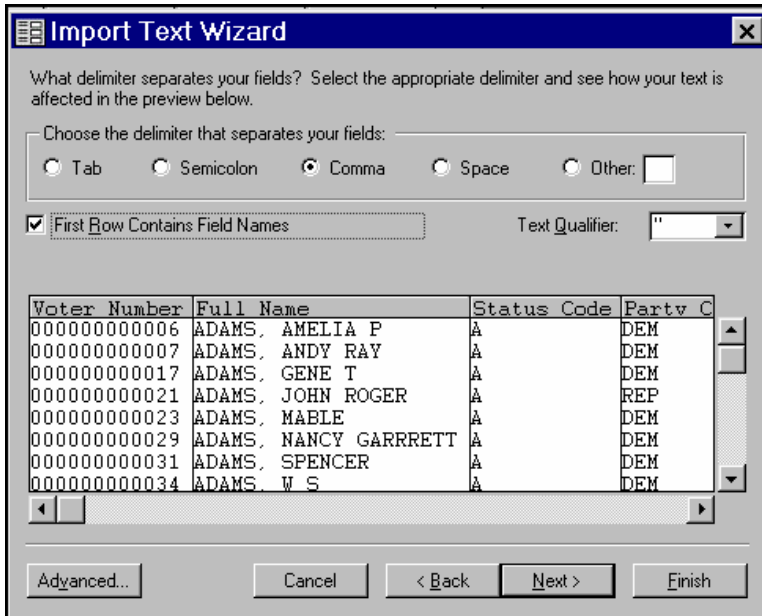 Import Text Wizard
What delimiter separates your fields? Select the appropriate delimiter and see how your text is
affected in the preview below.
Choose the delimiter that separates your fields:
Tab Semicolon Comma Space Other:
First Row Contains Field Names Text Qualifier: "
Voter Number Full Name Status Code Party C
000000000006 ADAMS, AMELIA P A DEM
000000000007 ADAMS, ANDY RAY A DEM
000000000017 ADAMS, GENE T A DEM
000000000021 ADAMS, JOHN ROGER A REP
000000000023 ADAMS, MABLE A DEM
000000000029 ADAMS, NANCY GARRRETT A DEM
000000000031 ADAMS, SPENCER A DEM
000000000034 ADAMS, W S A DEM
Advanced... Cancel < Back Next > Finish